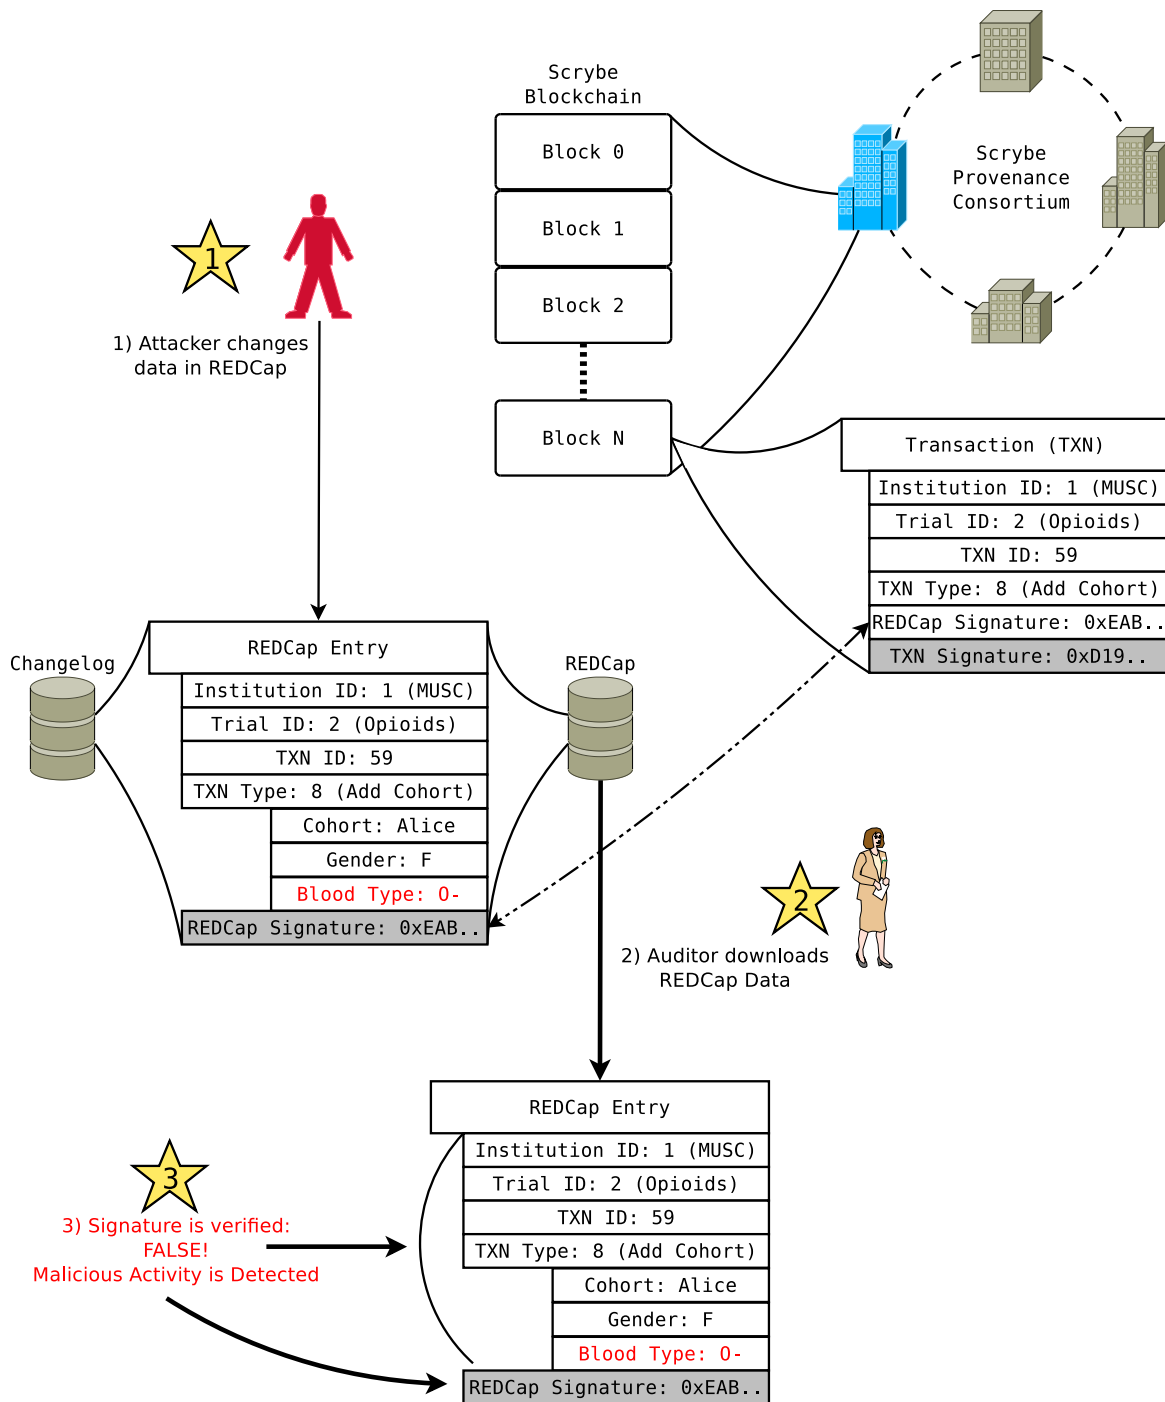 Scrybe
Blockchain
Block 0
Block 1
Block 2
Block N
Scrybe
Provenance
Consortium
1
1) Attacker changes
data in REDCap
Transaction (TXN)
Institution ID: 1 (MUSC)
Trial ID: 2 (Opioids)
TXN ID: 59
TXN Type: 8 (Add Cohort)
REDCap Signature: 0xEAB..
TXN Signature: 0xD19..
Changelog
REDCap Entry
Institution ID: 1 (MUSC)
Trial ID: 2 (Opioids)
TXN ID: 59
TXN Type: 8 (Add Cohort)
Cohort: Alice
Gender: F
Blood Type: O-
REDCap Signature: 0xEAB..
REDCap
2
2) Auditor downloads
REDCap Data
REDCap Entry
Institution ID: 1 (MUSC)
Trial ID: 2 (Opioids)
TXN ID: 59
TXN Type: 8 (Add Cohort)
Cohort: Alice
Gender: F
Blood Type: O-
REDCap Signature: 0xEAB..
3
3) Signature is verified:
FALSE!
Malicious Activity is Detected